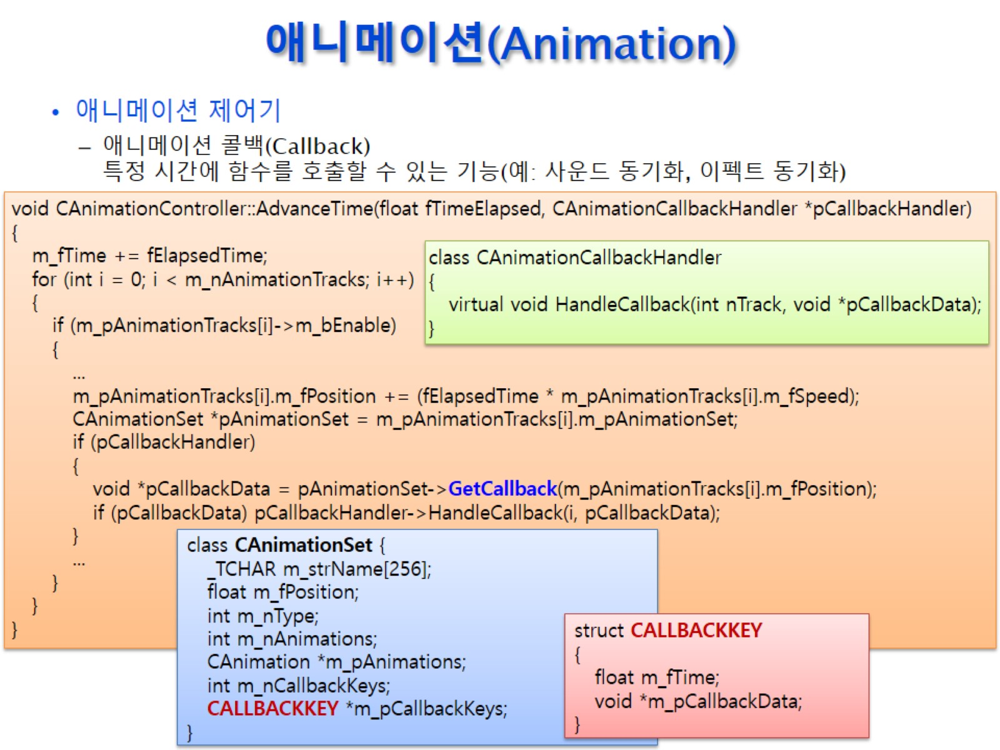 애니메이션(Animation)
• 애니메이션 제어기
– 애니메이션 콜백(Callback)
특정 시간에 함수를 호출할 수 있는 기능(예: 사운드 동기화, 이펙트 동기화)
void CAnimationController::AdvanceTime(float fTimeElapsed, CAnimationCallbackHandler *pCallbackHandler)
{
m_fTime += fElapsedTime;
for (int i = 0; i < m_nAnimationTracks; i++)
{
if (m_pAnimationTracks[i]->m_bEnable)
{
...
m_pAnimationTracks[i].m_fPosition += (fElapsedTime * m_pAnimationTracks[i].m_fSpeed);
CAnimationSet *pAnimationSet = m_pAnimationTracks[i].m_pAnimationSet;
if (pCallbackHandler)
{
void *pCallbackData = pAnimationSet->GetCallback(m_pAnimationTracks[i].m_fPosition);
if (pCallbackData) pCallbackHandler->HandleCallback(i, pCallbackData);
}
...
}
}
}
class CAnimationCallbackHandler
{
virtual void HandleCallback(int nTrack, void *pCallbackData);
}
class CAnimationSet {
_TCHAR m_strName[256];
float m_fPosition;
int m_nType;
int m_nAnimations;
CAnimation *m_pAnimations;
int m_nCallbackKeys;
CALLBACKKEY *m_pCallbackKeys;
}
struct CALLBACKKEY
{
float m_fTime;
void *m_pCallbackData;
}